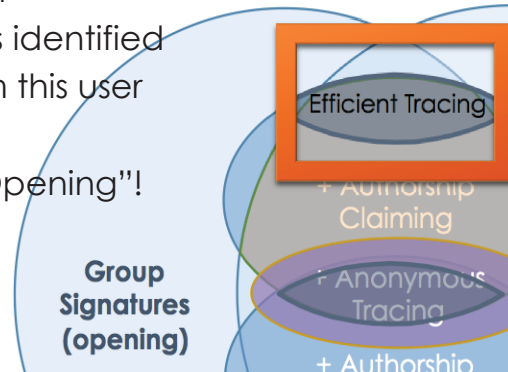 s identified
n this user
pening”!
Efficient Tracing
+ Authorship
Claiming
Group
Signatures
(opening)
+ Anonymous
Tracing
+ Authorship